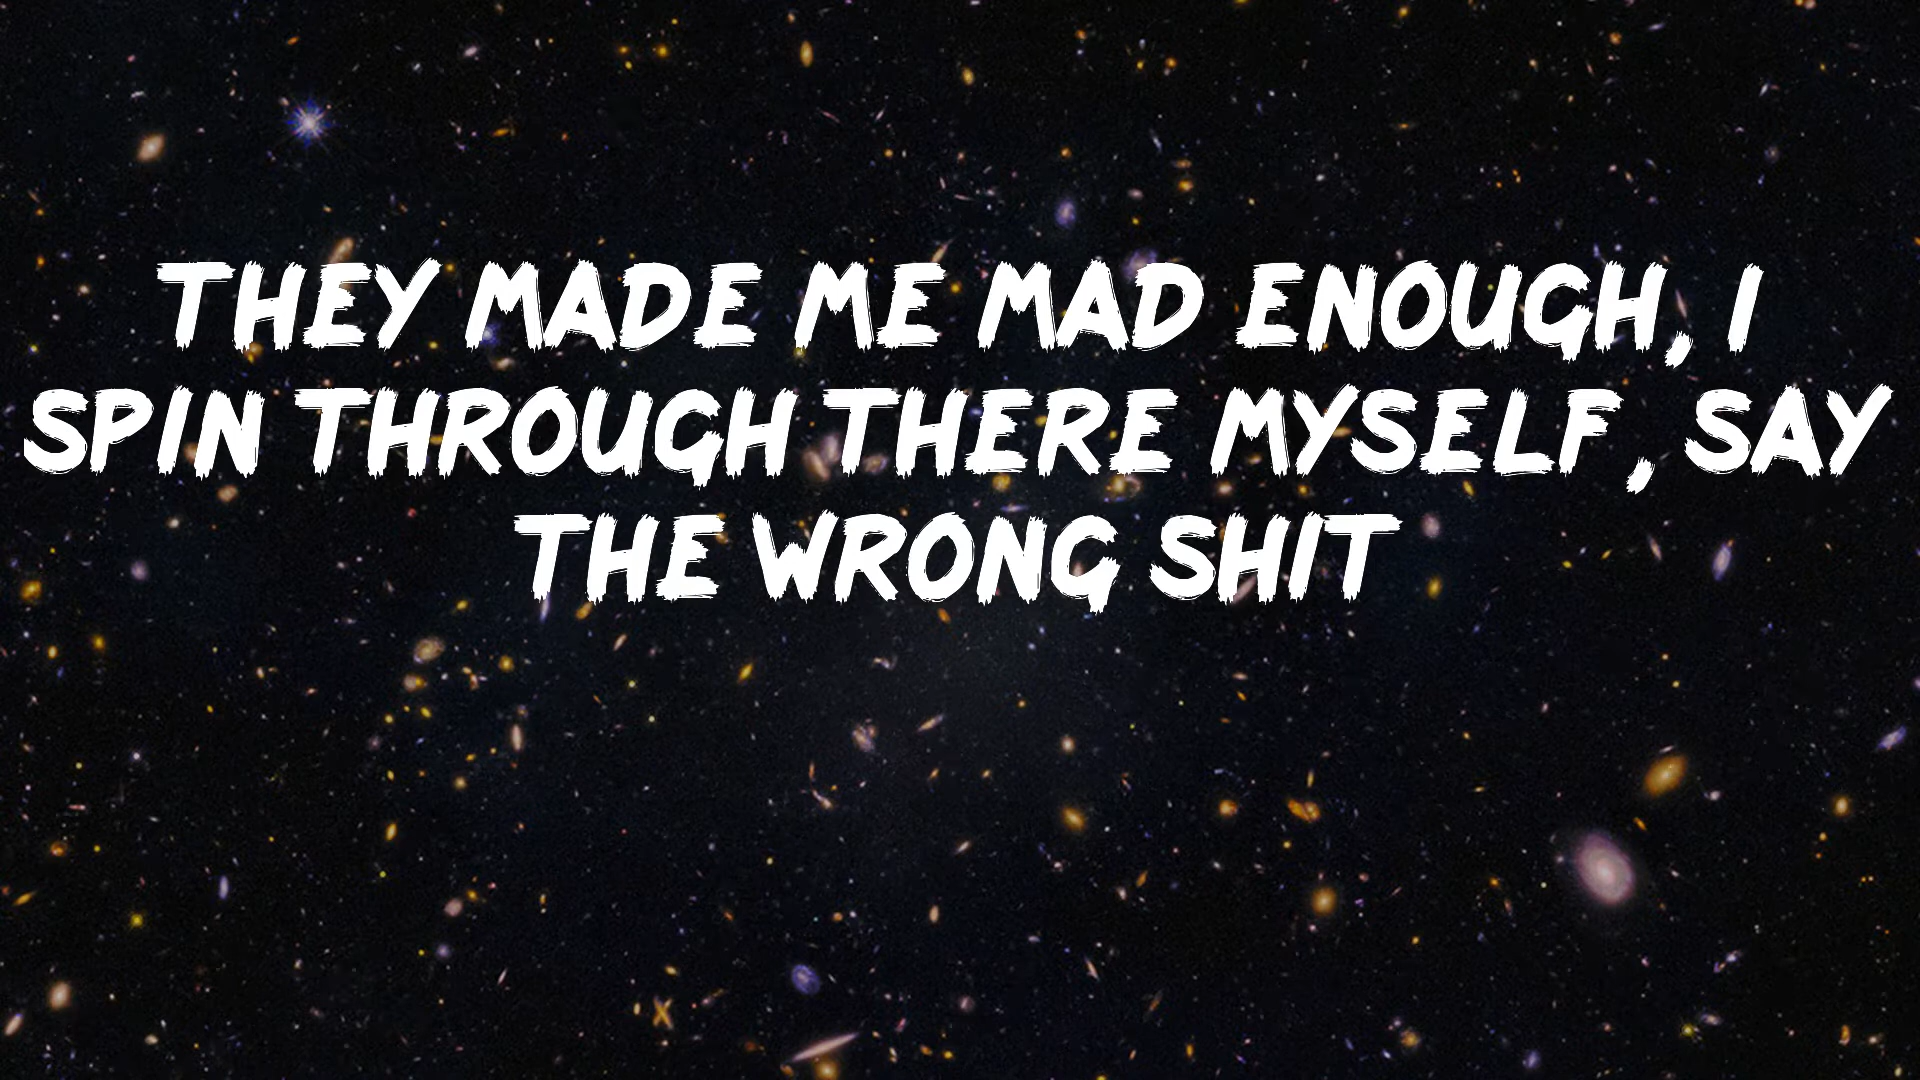 THEY MADE ME MAD ENOUGH, I
SPIN THROUGH THERE MYSELF, SAY
THE WRONG SHIT